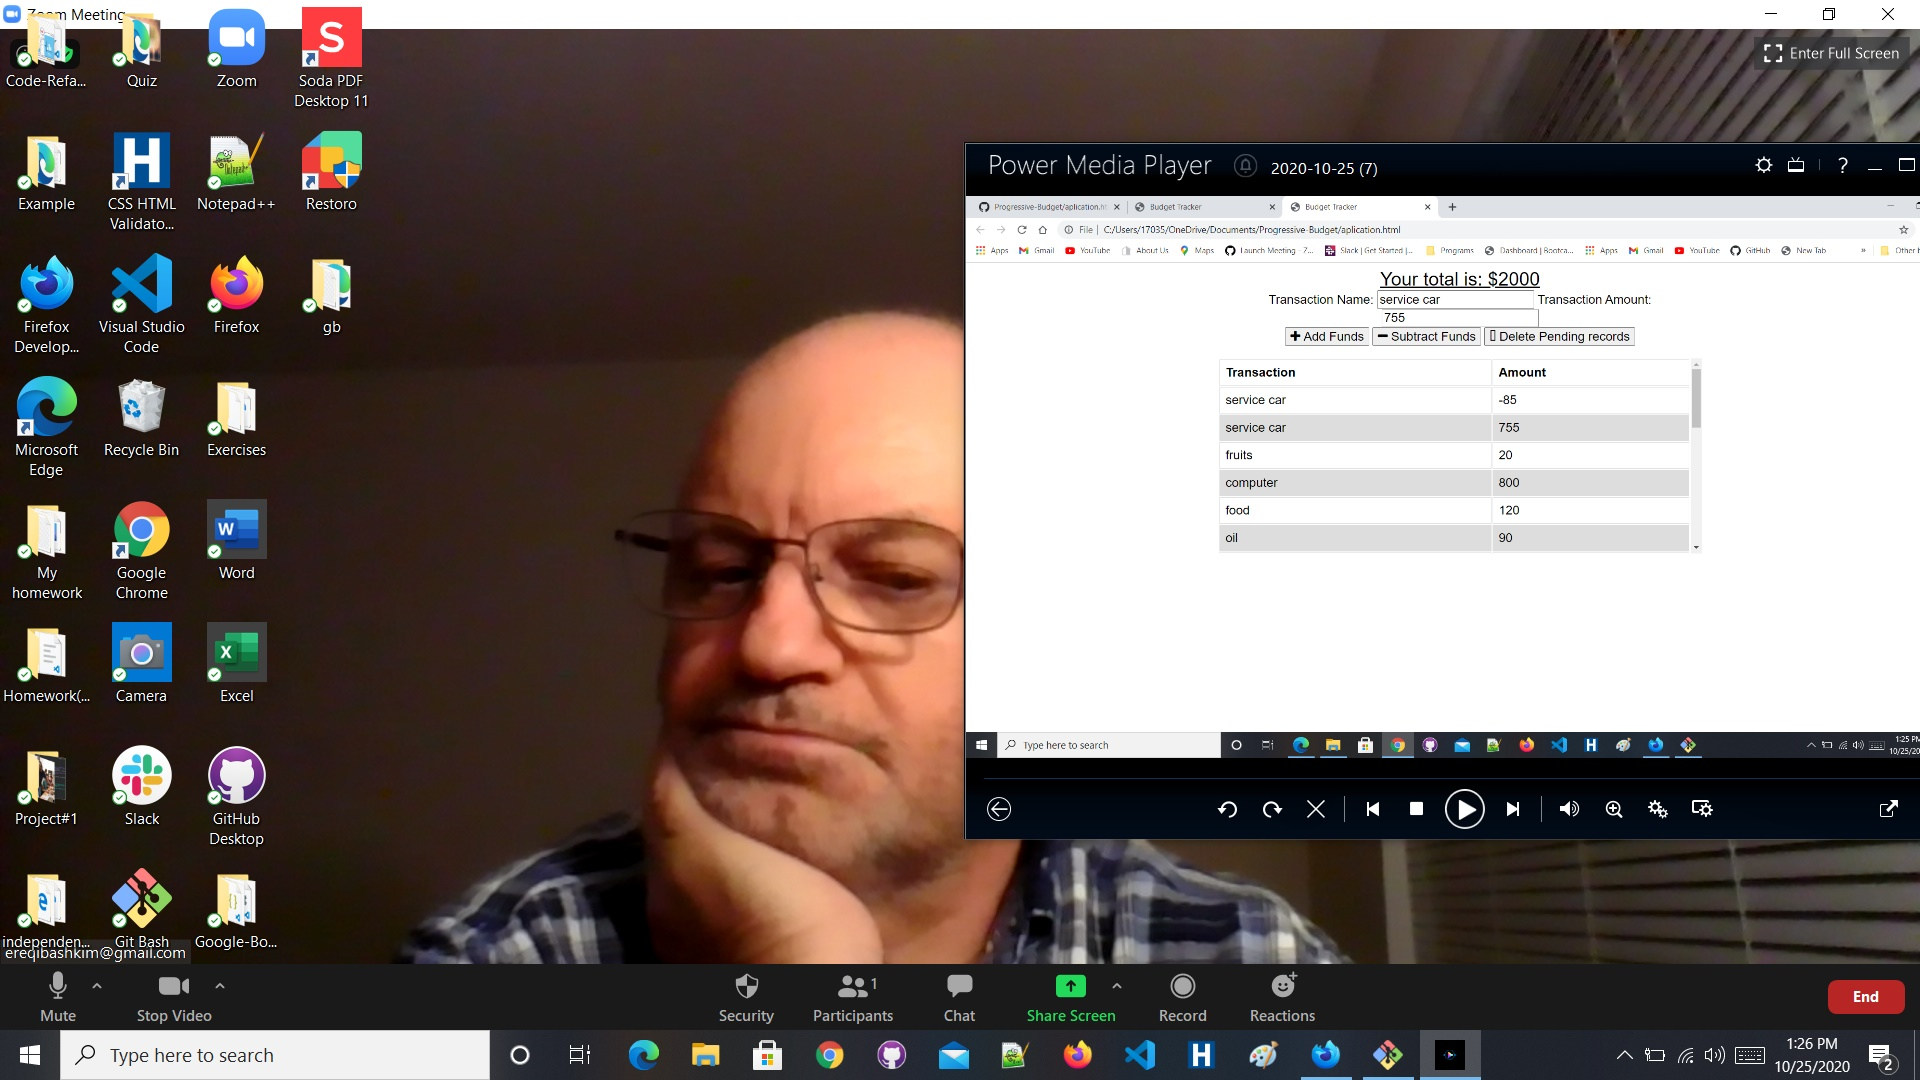 Zoom Meeting
Enter Full Screen
Code-Refa...
Quiz
Zoom
Soda PDF
Desktop 11
Example
CSS HTML
Validato...
Notepad++
Restoro
Firefox
Develop...
Visual Studio
Code
Firefox
gb
Microsoft
Edge
Recycle Bin
Exercises
My
homework
Google
Chrome
Word
Homework(...
Camera
Excel
Project#1
Slack
GitHub
Desktop
independen...
Git Bash
Google-Bo...
ereqibashkim@gmail.com
Power Media Player
2020-10-25 (7)
Progressive-Budget/aplication.ht
Budget Tracker
Budget Tracker
File | C:/Users/17035/OneDrive/Documents/Progressive-Budget/aplication.html
Apps Gmail YouTube About Us Maps Launch Meeting - Z... Slack | Get Started |... Programs Dashboard | Bootca... Apps Gmail YouTube GitHub New Tab » Other
Your total is: $2000
Transaction Name: service car Transaction Amount:
755
Add Funds Subtract Funds Delete Pending records
Transaction Amount
service car -85
service car 755
fruits 20
computer 800
food 120
oil 90
Type here to search
1:25 PM
10/25/20
Mute
Stop Video
Security
Participants 1
Chat
Share Screen
Record
Reactions
End
Type here to search
1:26 PM
10/25/2020
2